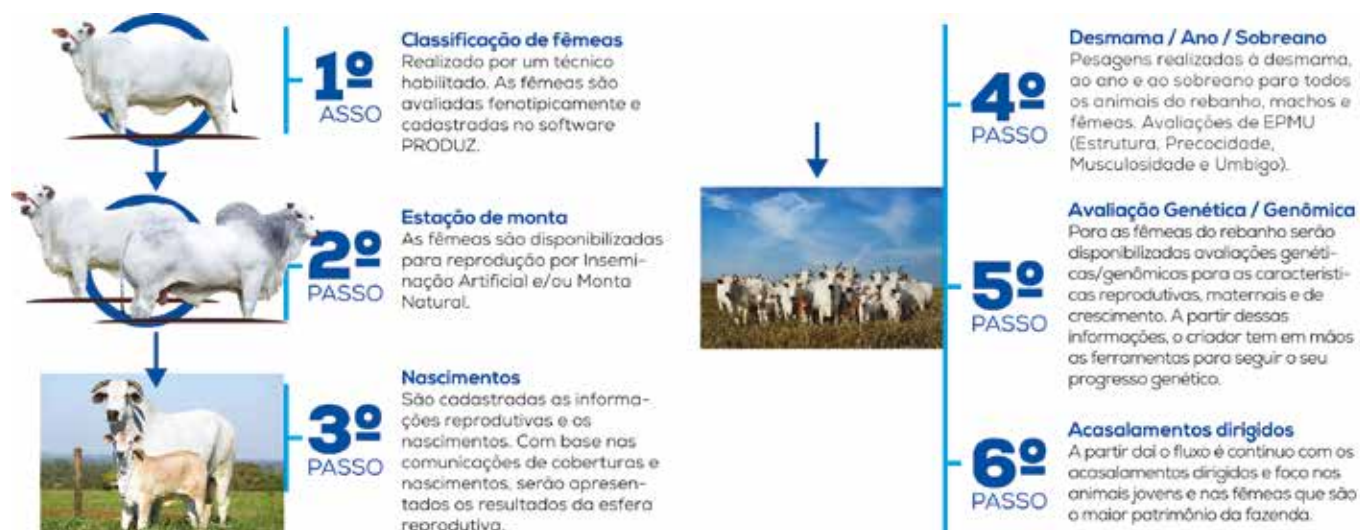 1º
ASSO
Classificação de fêmeas
Realizado por um técnico
habilitado. As fêmeas são
avaliadas fenotipicamente e
cadastradas no software
PRODUZ.
2º
PASSO
Estação de monta
As fêmeas são disponibilizadas
para reprodução por Insemi-
nação Artificial e/ou Monta
Natural.
3º
PASSO
Nascimentos
São cadastradas as informa-
ções reprodutivas e os
nascimentos. Com base nas
comunicações de coberturas e
nascimentos, serão apresen-
tados os resultados da esfera
reprodutiva.
4º
PASSO
Desmama / Ano / Sobreano
Pesagens realizadas à desmama,
ao ano e ao sobreano para todos
os animais do rebanho, machos e
fêmeas. Avaliações de EPMU
(Estrutura, Precocidade,
Musculosidade e Umbigo).
5º
PASSO
Avaliação Genética / Genômica
Para as fêmeas do rebanho serão
disponibilizadas avaliações genéti-
cas/genômicas para as característi-
cas reprodutivas, maternais e de
crescimento. A partir dessas
informações, o criador tem em mãos
as ferramentas para seguir o seu
progresso genético.
6º
PASSO
Acasalamentos dirigidos
A partir daí o fluxo é contínuo com os
acasalamentos dirigidos e foco nos
animais jovens e nas fêmeas que são
o maior patrimônio da fazenda.